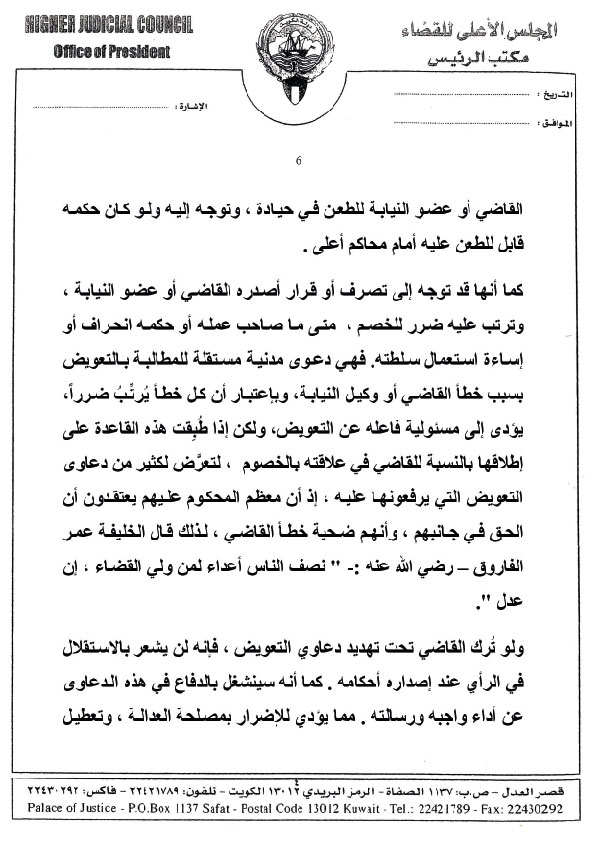 HIGHER JUDICIAL COUNCIL
Office of President
المجلس الأعلى للقضاء
مكتب الرئيس
التاريخ :
الموافق :
الإشارة :
6
القاضي أو عضو النيابة للطعن في حيادة ، وتوجه إليه ولو كان حكمه
قابل للطعن عليه أمام محاكم أعلى .
كما أنها قد توجه إلى تصرف أو قرار أصدره القاضي أو عضو النيابة ،
وترتب عليه ضرر للخصم ، متى ما صاحب عمله أو حكمه انحراف أو
إساءة استعمال سلطته. فهي دعوى مدنية مستقلة للمطالبة بالتعويض
بسبب خطأ القاضي أو وكيل النيابة، وبإعتبار أن كل خطأ يُرتِّبُ ضرراً،
يؤدى إلى مسئولية فاعله عن التعويض، ولكن إذا طُبِقت هذه القاعدة على
إطلاقها بالنسبة للقاضي في علاقته بالخصوم ، لتعرَّض لكثير من دعاوى
التعويض التي يرفعونها عليه ، إذ أن معظم المحكوم عليهم يعتقدون أن
الحق في جانبهم ، وأنهم ضحية خطأ القاضي ، لذلك قال الخليفة عمر
الفاروق – رضي الله عنه :- " نصف الناس أعداء لمن ولي القضاء ، إن
عدل ".
ولو تُرك القاضي تحت تهديد دعاوي التعويض ، فإنه لن يشعر بالاستقلال
في الرأي عند إصداره أحكامه . كما أنه سينشغل بالدفاع في هذه الدعاوى
عن أداء واجبه ورسالته . مما يؤدي للإضرار بمصلحة العدالة ، وتعطيل
قصر العدل - ص.ب: ١١٣٧ الصفاة - الرمز البريدي ١٣٠١٢ الكويت - تلفون: ٢٢٤٢١٧٨٩ - فاكس: ٢٢٤٣٠٢٩٢
Palace of Justice - P.O.Box 1137 Safat - Postal Code 13012 Kuwait - Tel.: 22421789 - Fax: 22430292